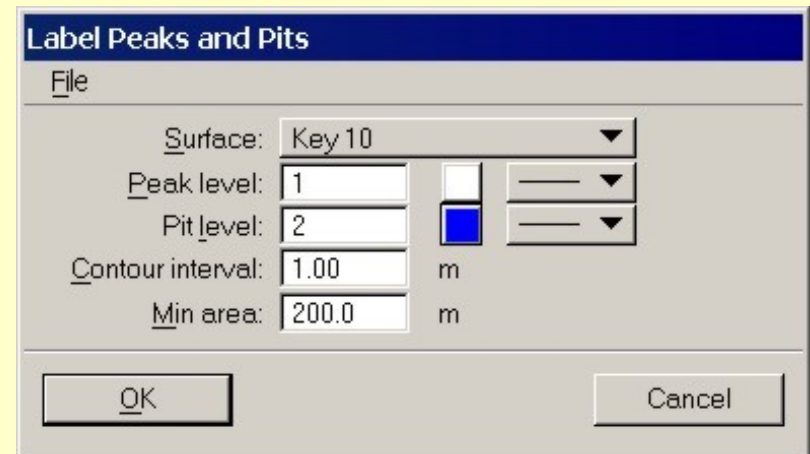 Label Peaks and Pits
File
Surface: Key 10
Peak level: 1
Pit level: 2
Contour interval: 1.00 m
Min area: 200.0 m
OK Cancel